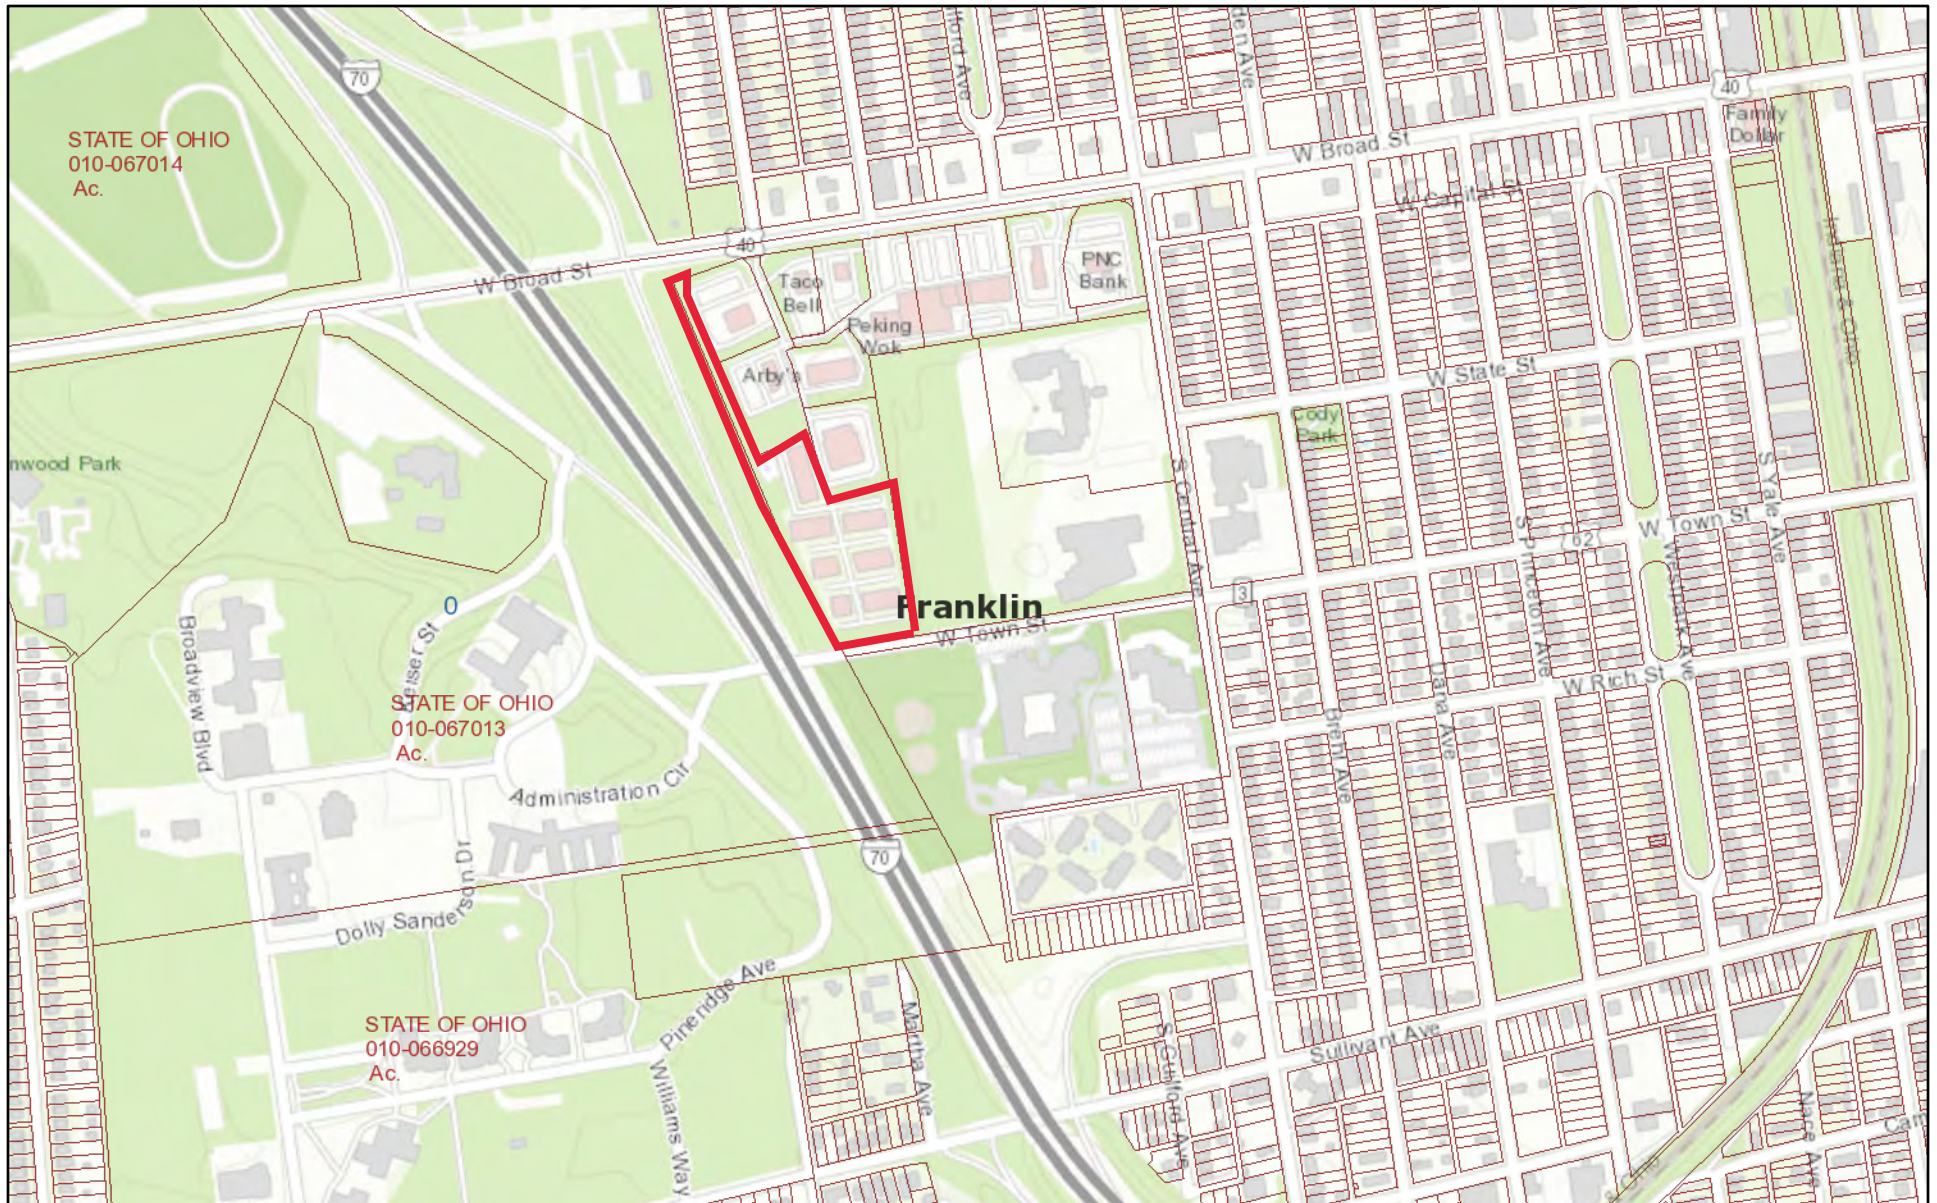 70
40
Family
Dollar
W Broad St
W Capital St
STATE OF OHIO
010-067014
Ac.
40
W Broad St
Taco
Bell
PNC
Bank
Peking
Wok
Arby's
W State St
Cody
Park
nwood Park
S Central Ave
S Yale Ave
W Town St
62
S Princeton Ave
Westpark Ave
3
Franklin
W Town St
0
Keiser St
Broadview Blvd
STATE OF OHIO
010-067013
Ac.
W Rich St
Dana Ave
Brehl Ave
Administration Cir
70
Dolly Sanderson Dr
Pineridge Ave
STATE OF OHIO
010-066929
Ac.
Martha Ave
Williams Way
S Guilford Ave
Sullivant Ave
Nace Ave